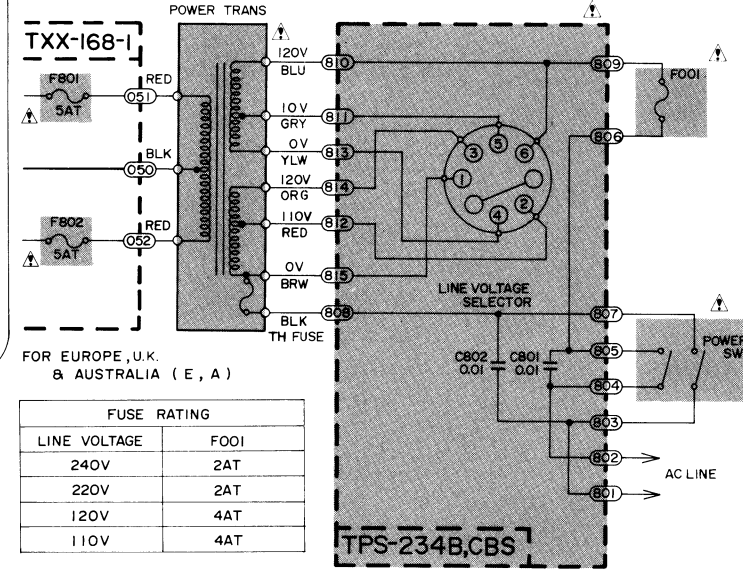 POWER TRANS
TXX-168-1
F801
5AT
RED
051
BLK
050
F802
5AT
RED
052
120V
BLU
810
10V
GRY
811
0V
YLW
813
120V
ORG
814
110V
RED
812
0V
BRW
815
BLK
808
TH FUSE
1
2
3
4
5
6
LINE VOLTAGE
SELECTOR
C802
0.01
C801
0.01
809
806
F001
807
805
804
803
802
801
POWER
SW
AC LINE
FOR EUROPE, U.K.
& AUSTRALIA (E, A)
FUSE RATING
LINE VOLTAGE F001
240V 2AT
220V 2AT
120V 4AT
110V 4AT
TPS-234B,CBS